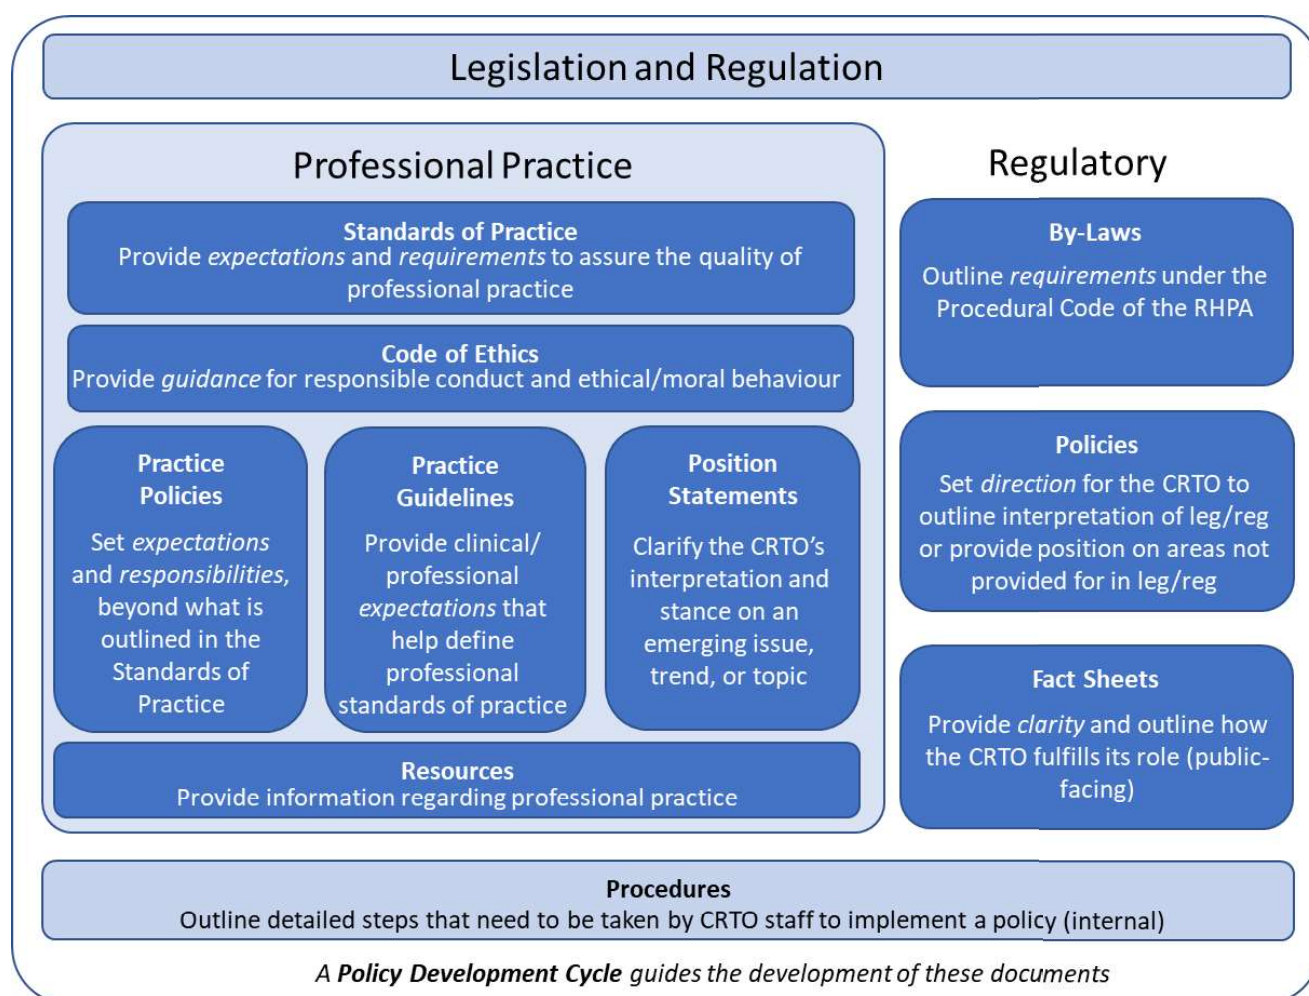 Legislation and Regulation
Professional Practice
Standards of Practice
Provide expectations and requirements to assure the quality of
professional practice
Code of Ethics
Provide guidance for responsible conduct and ethical/moral behaviour
Practice
Policies
Set expectations
and responsibilities,
beyond what is
outlined in the
Standards of
Practice
Practice
Guidelines
Provide clinical/
professional
expectations that
help define
professional
standards of practice
Position
Statements
Clarify the CRTO’s
interpretation and
stance on an
emerging issue,
trend, or topic
Resources
Provide information regarding professional practice
Regulatory
By-Laws
Outline requirements under the
Procedural Code of the RHPA
Policies
Set direction for the CRTO to
outline interpretation of leg/reg
or provide position on areas not
provided for in leg/reg
Fact Sheets
Provide clarity and outline how
the CRTO fulfills its role (public-
facing)
Procedures
Outline detailed steps that need to be taken by CRTO staff to implement a policy (internal)
A Policy Development Cycle guides the development of these documents